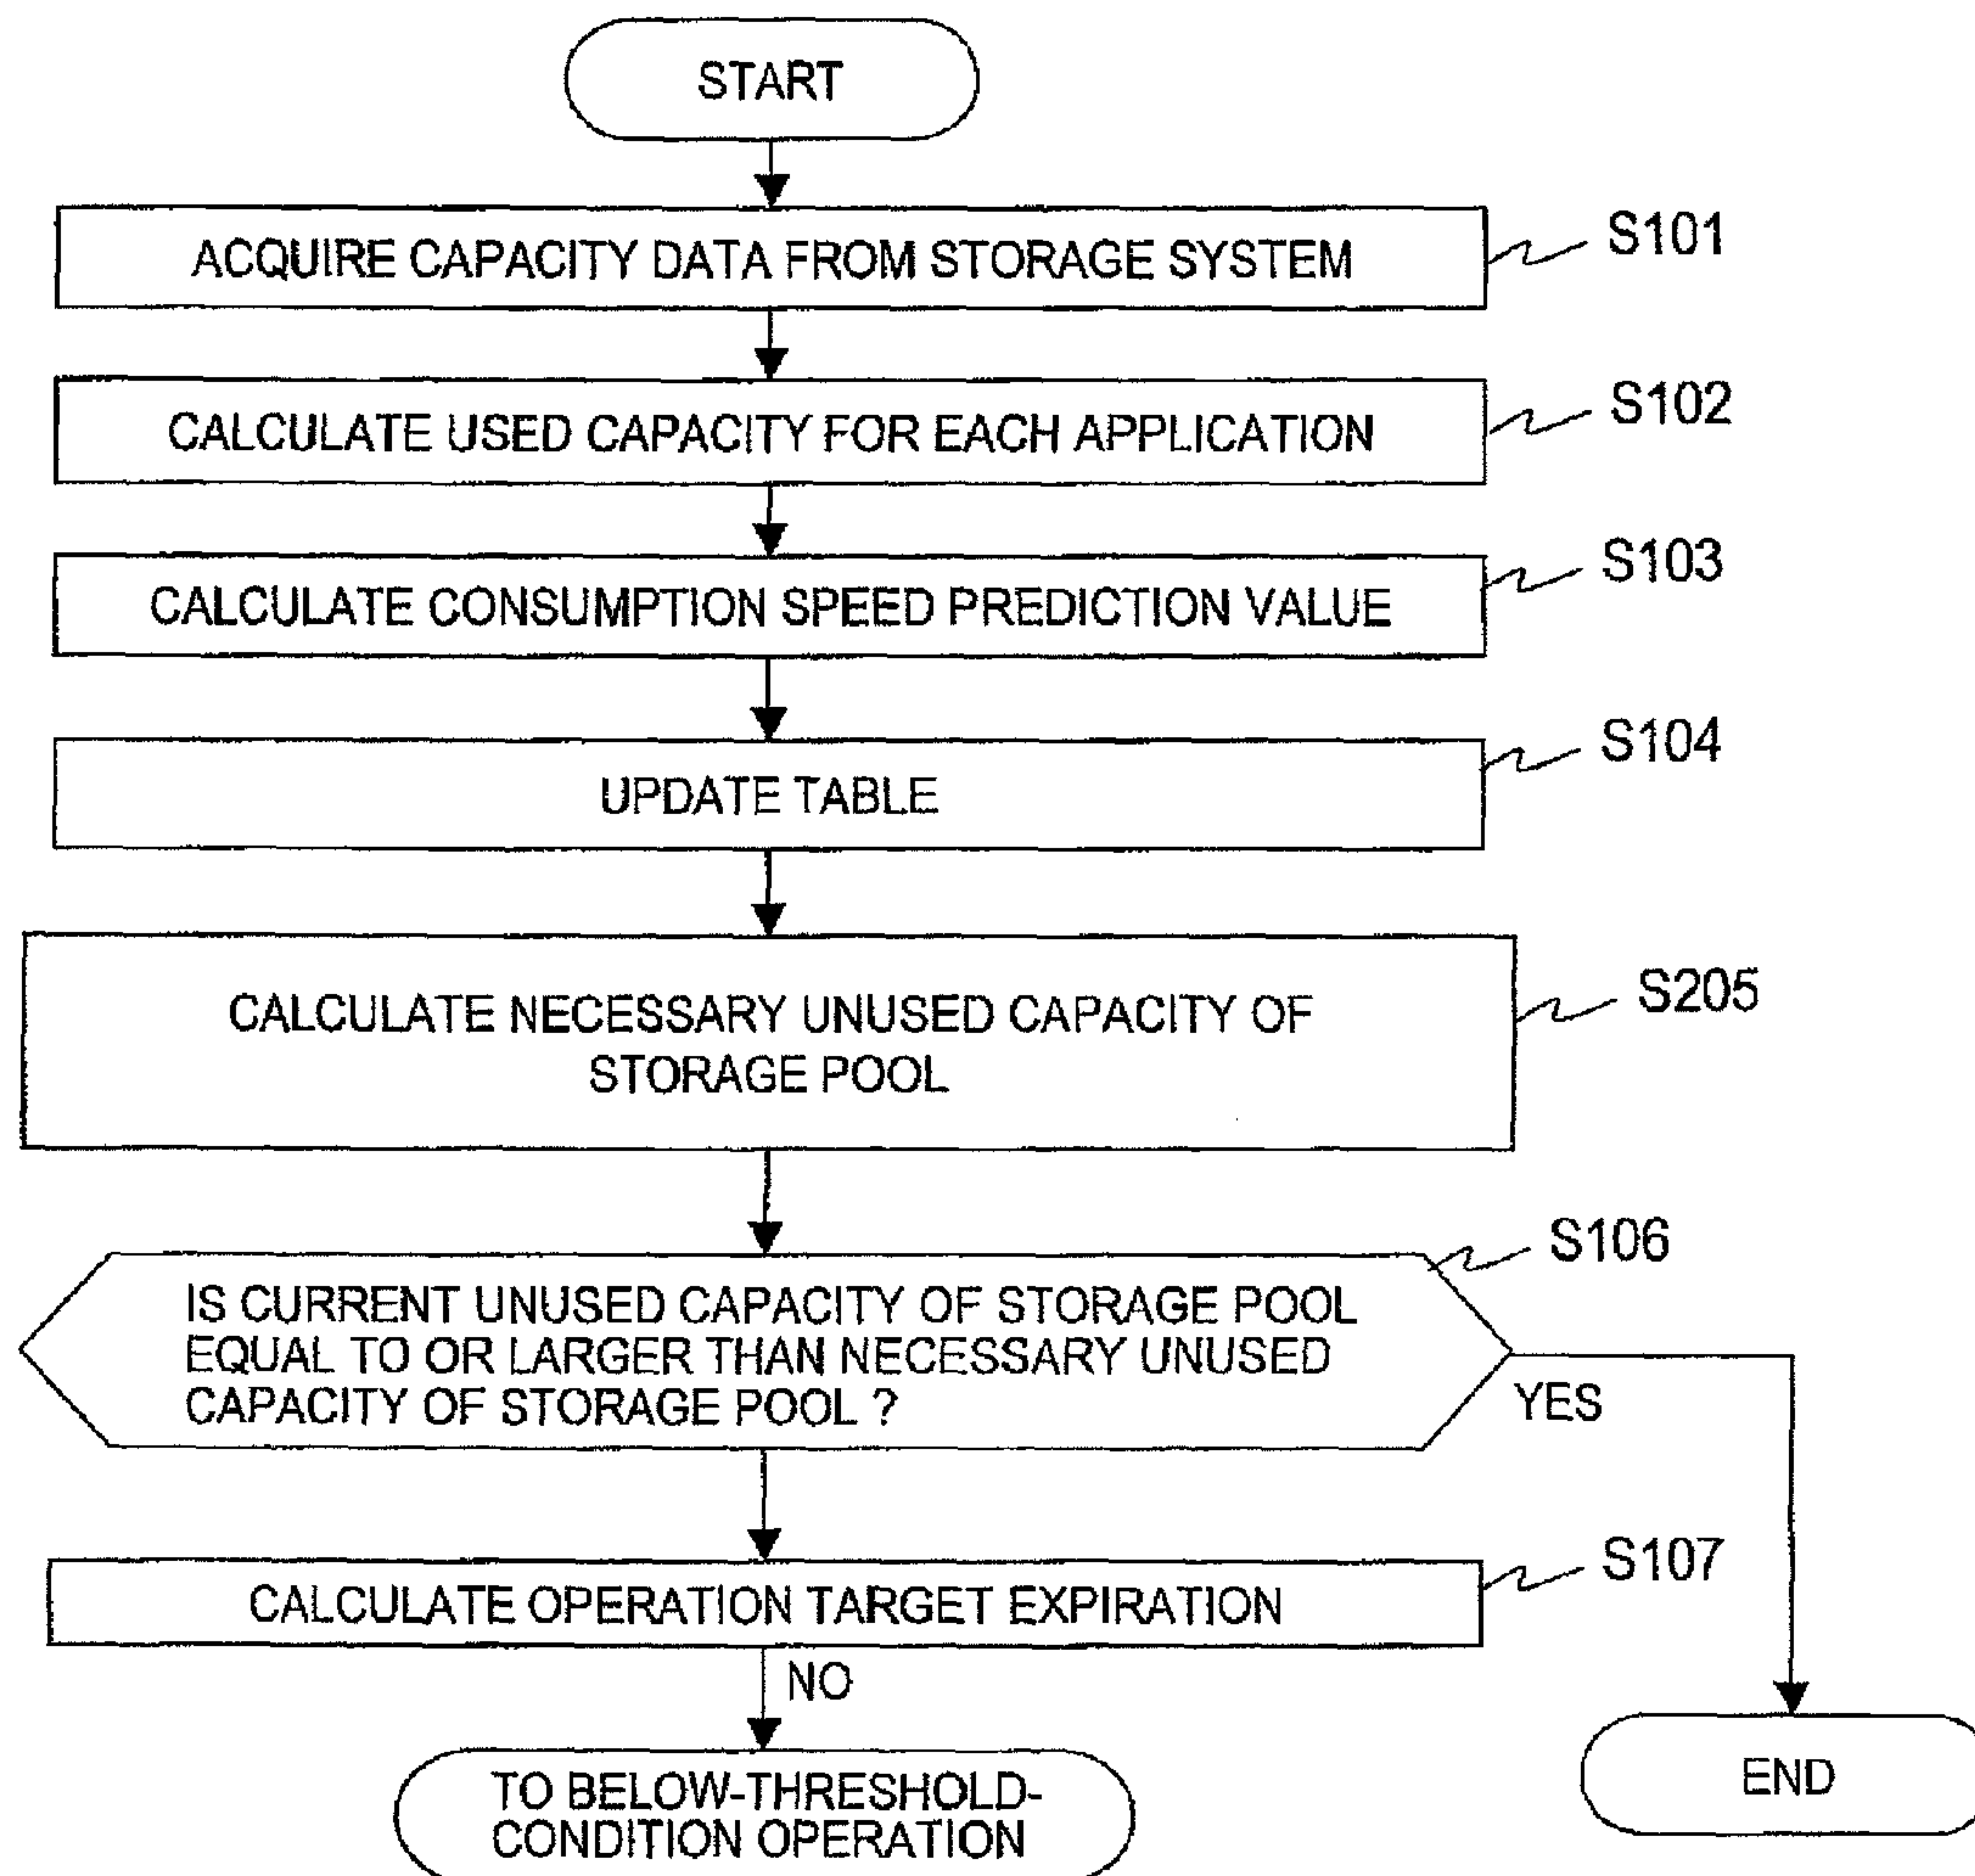 START
ACQUIRE CAPACITY DATA FROM STORAGE SYSTEM
S101
CALCULATE USED CAPACITY FOR EACH APPLICATION
S102
CALCULATE CONSUMPTION SPEED PREDICTION VALUE
S103
UPDATE TABLE
S104
CALCULATE NECESSARY UNUSED CAPACITY OF
STORAGE POOL
S205
IS CURRENT UNUSED CAPACITY OF STORAGE POOL
EQUAL TO OR LARGER THAN NECESSARY UNUSED
CAPACITY OF STORAGE POOL ?
S106
YES
CALCULATE OPERATION TARGET EXPIRATION
S107
NO
TO BELOW-THRESHOLD-
CONDITION OPERATION
END